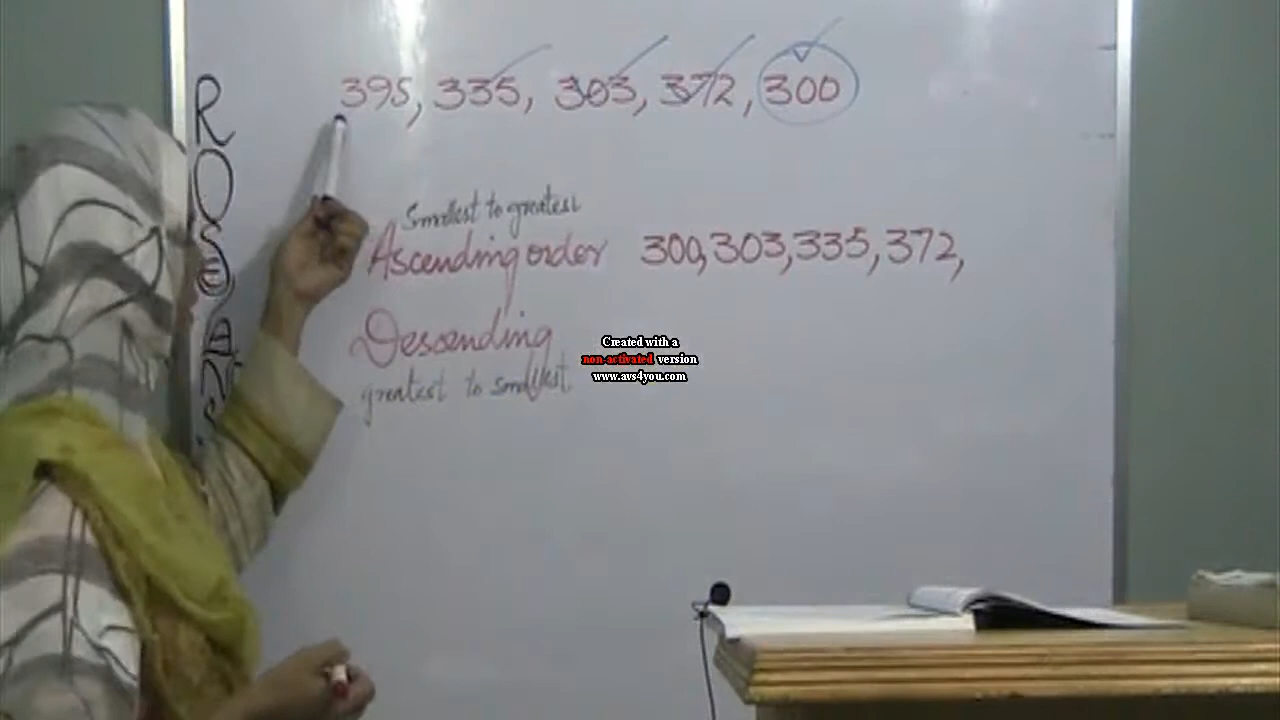 395, 335, 303, 372, 300
Smallest to greatest
Ascending order 300, 303, 335, 372,
Descending
greatest to smallest
Created with a
non-activated version
www.avs4you.com